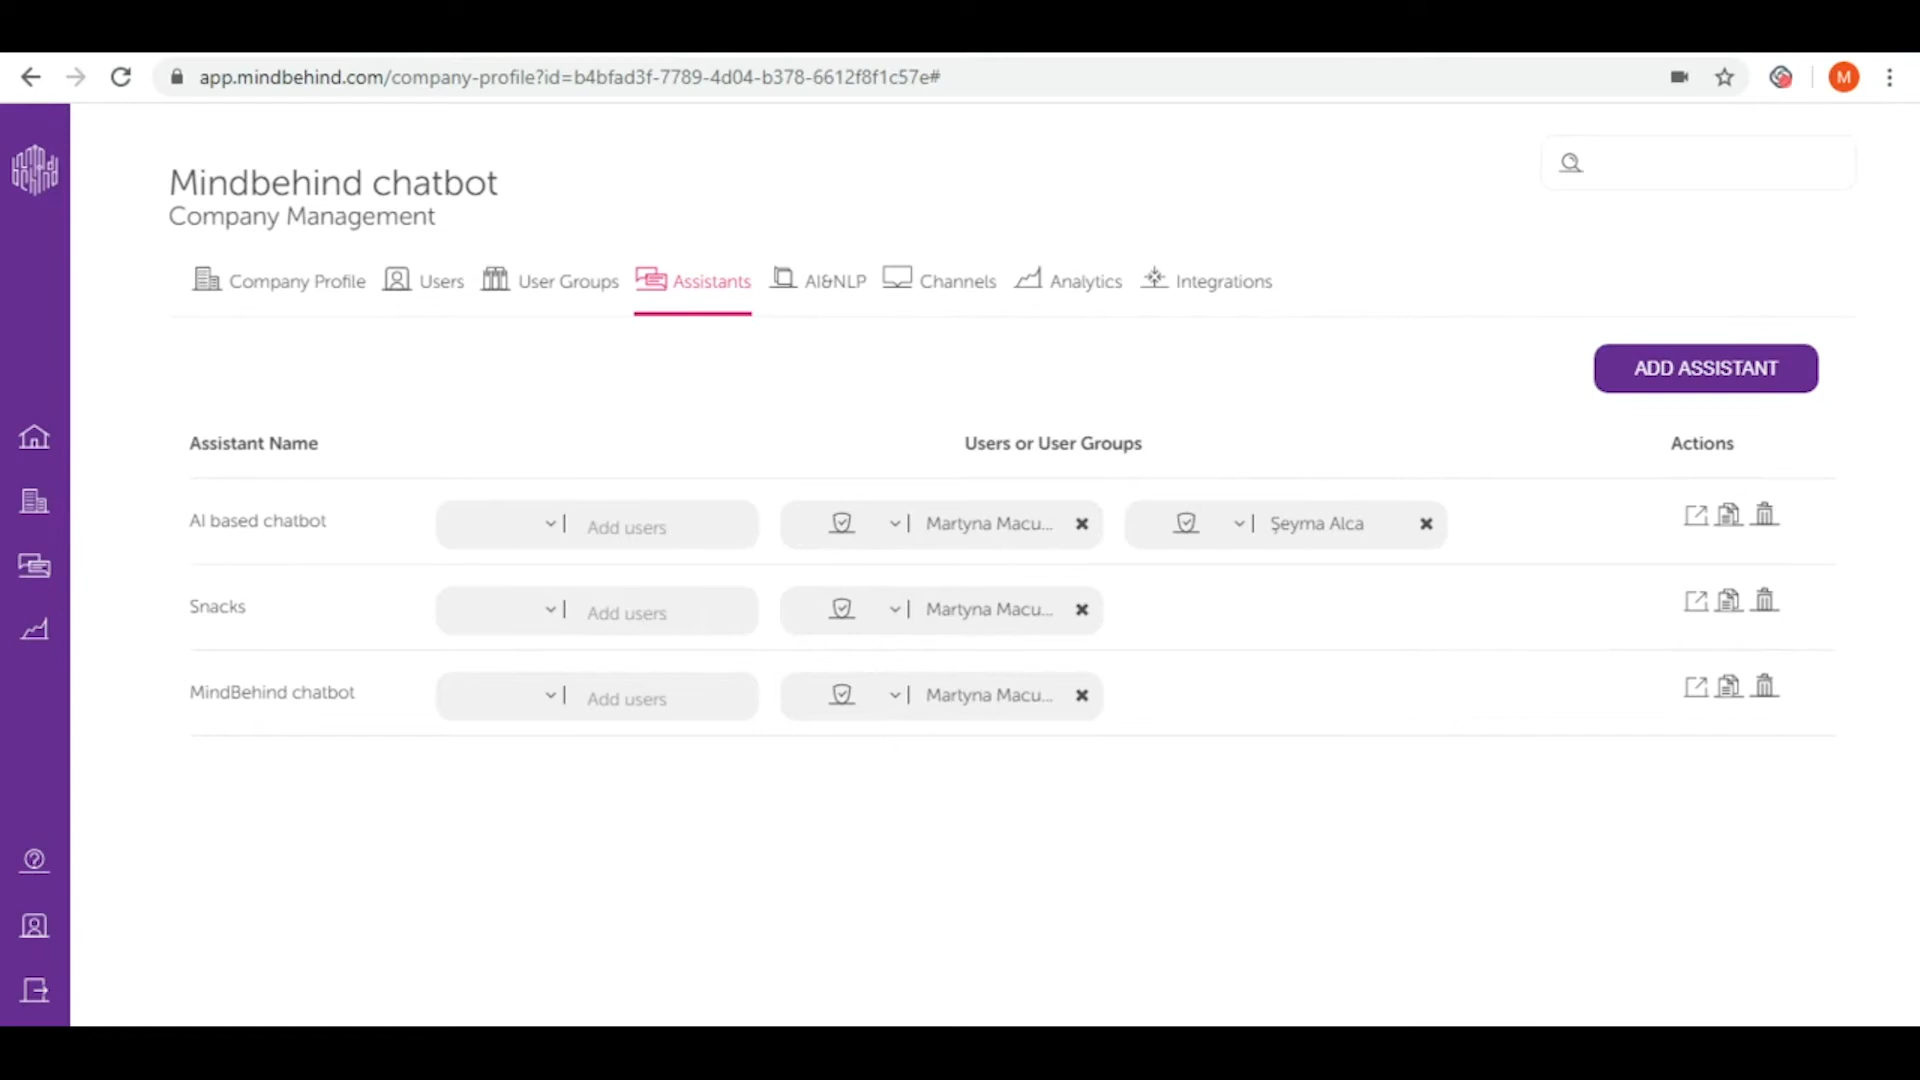 app.mindbehind.com/company-profile?id=b4bfad3f-7789-4d04-b378-6612f8f1c57e#
M
mindbehind
Mindbehind chatbot
Company Management
Company Profile Users User Groups Assistants AI&NLP Channels Analytics Integrations
ADD ASSISTANT
Assistant Name Users or User Groups Actions
AI based chatbot Add users Martyna Macu... Şeyma Alca
Snacks Add users Martyna Macu...
MindBehind chatbot Add users Martyna Macu...